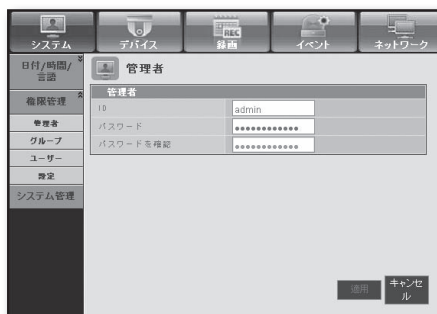 システム
デバイス
REC
録画
イベント
ネットワーク
日付/時間/
言語
権限管理
管理者
グループ
ユーザー
設定
システム管理
管理者
管理者
ID
admin
パスワード
●●●●●●●●●●●●
パスワードを確認
●●●●●●●●●●●●
適用
キャンセ
ル